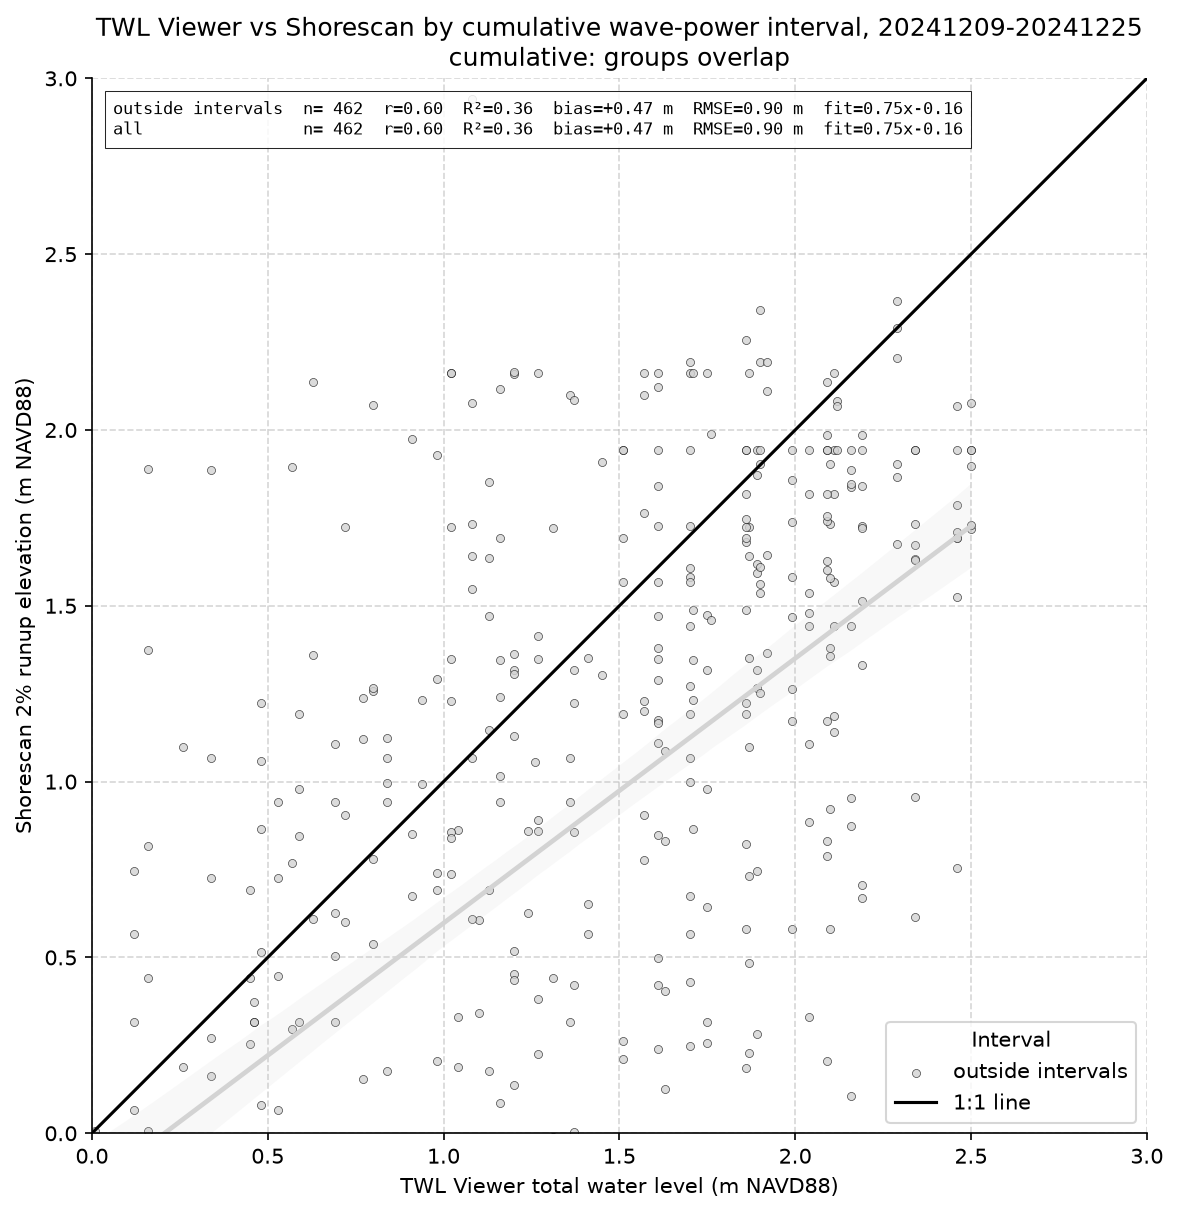 TWL Viewer vs Shorescan by cumulative wave-power interval, 20241209-20241225
cumulative: groups overlap
outside intervals n= 462 r=0.60 R²=0.36 bias=+0.47 m RMSE=0.90 m fit=0.75x-0.16
all n= 462 r=0.60 R²=0.36 bias=+0.47 m RMSE=0.90 m fit=0.75x-0.16
Shorescan 2% runup elevation (m NAVD88)
3.0
2.5
2.0
1.5
1.0
0.5
0.0
Interval
outside intervals
1:1 line
0.0 0.5 1.0 1.5 2.0 2.5 3.0
TWL Viewer total water level (m NAVD88)